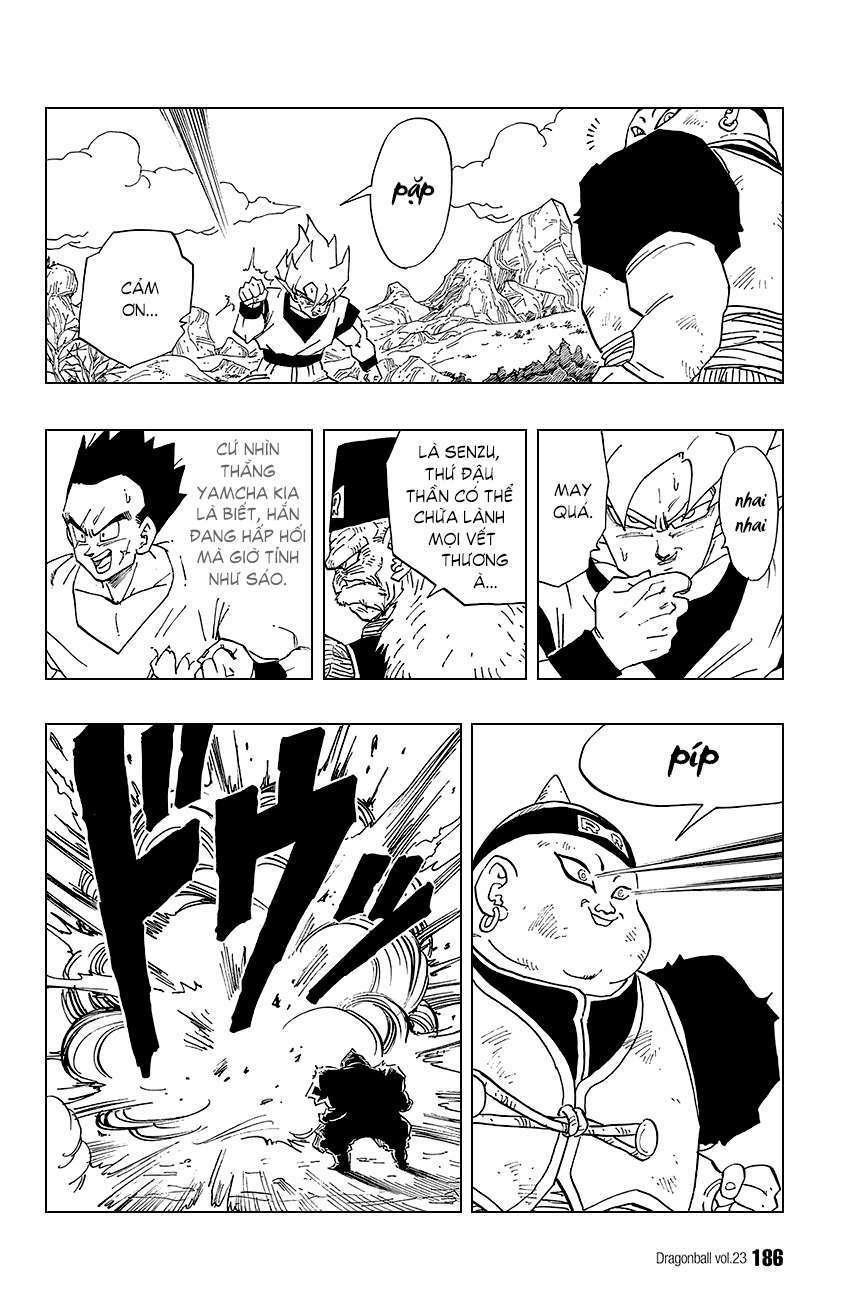 pặp
CẢM
ƠN...
nhai
nhai
MAY
QUÁ.
LÀ SENZU,
THỨ ĐẬU
THẦN CÓ THỂ
CHỮA LÀNH
MỌI VẾT
THƯƠNG
À...
R
CỨ NHÌN
THẲNG
YAMCHA KIA
LÀ BIẾT, HẮN
ĐANG HẤP HỐI
MÀ GIỜ TỈNH
NHƯ SÁO.
píp
R R
ドウッ
Dragonball vol.23 186